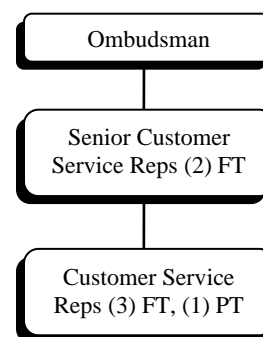 Ombudsman
Senior Customer
Service Reps (2) FT
Customer Service
Reps (3) FT, (1) PT